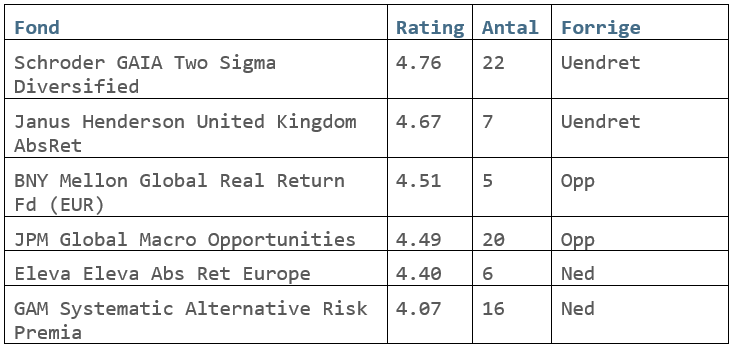 Fond Rating Antal Forrige
Schroder GAIA Two Sigma 4.76 22 Uendret
Diversified
Janus Henderson United Kingdom 4.67 7 Uendret
AbsRet
BNY Mellon Global Real Return 4.51 5 Opp
Fd (EUR)
JPM Global Macro Opportunities 4.49 20 Opp
Eleva Eleva Abs Ret Europe 4.40 6 Ned
GAM Systematic Alternative Risk 4.07 16 Ned
Premia